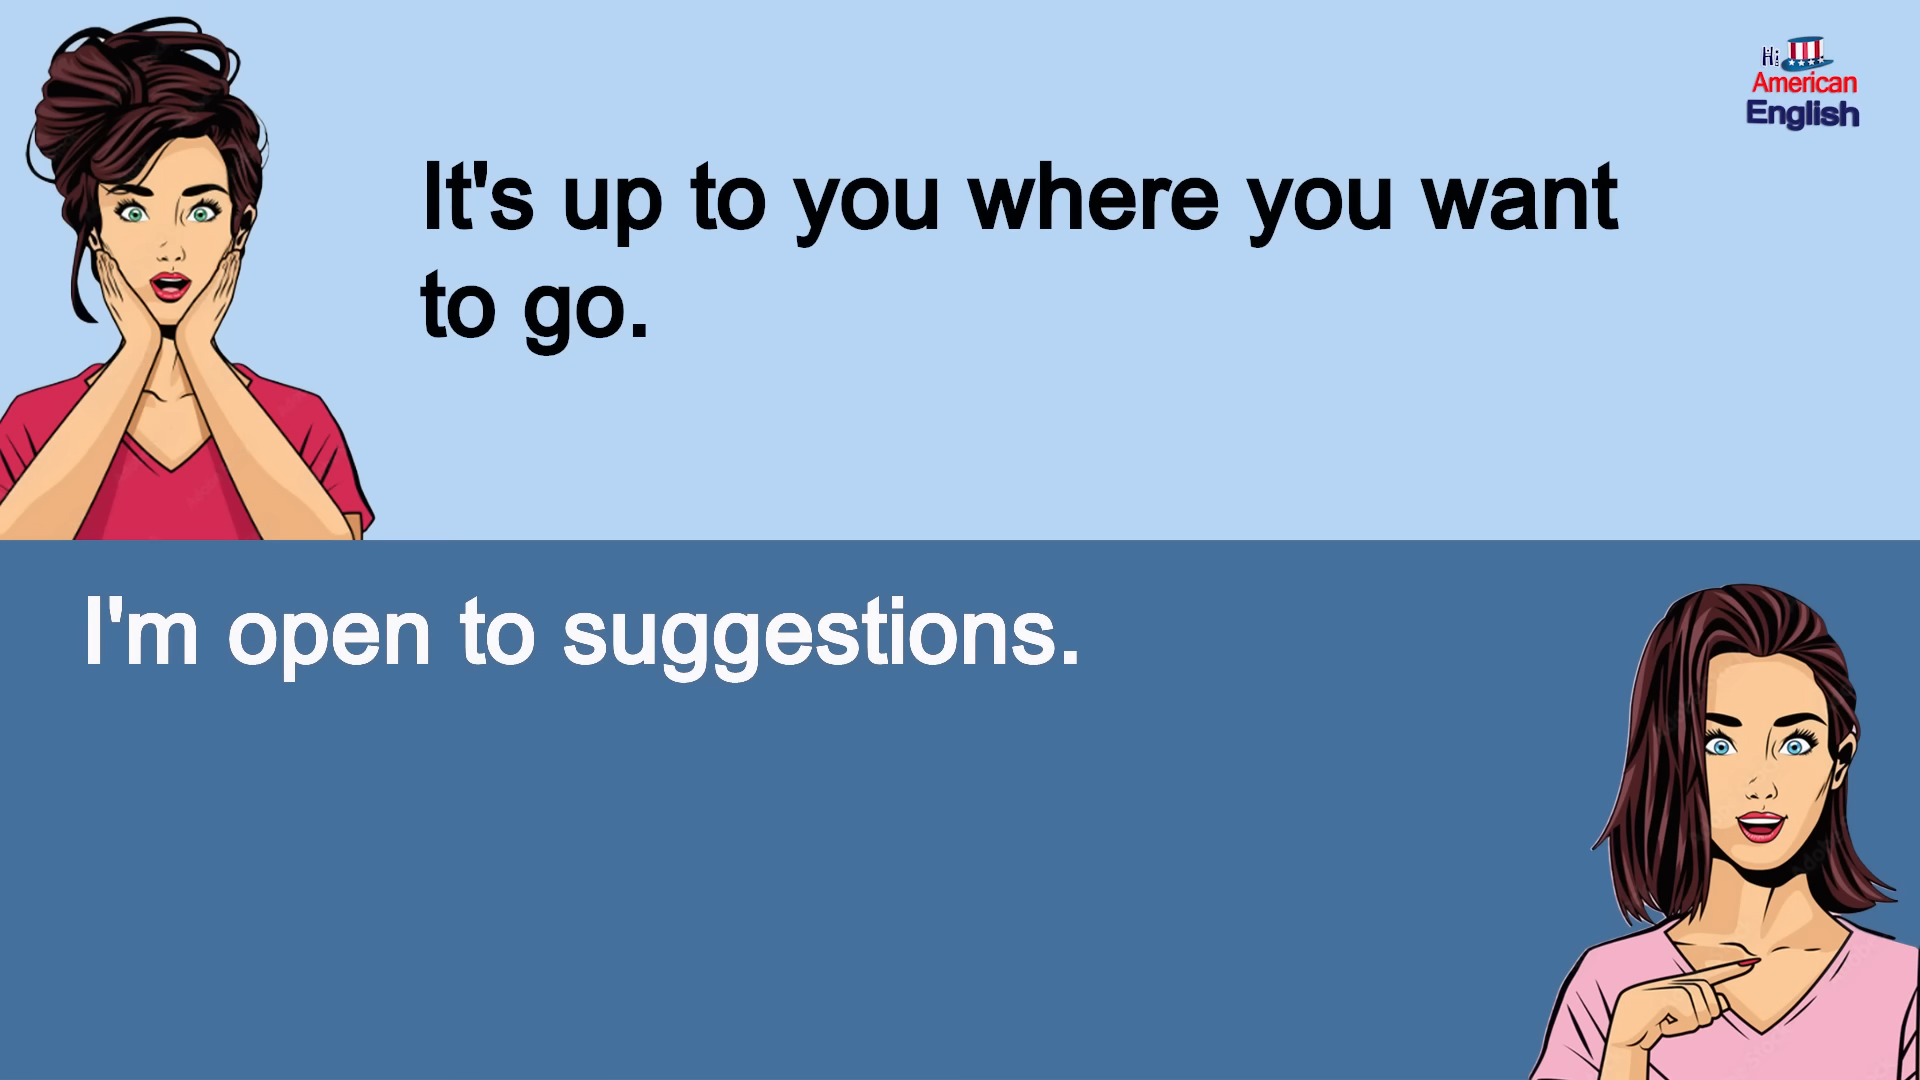 Hi
American
English
It's up to you where you want
to go.
I'm open to suggestions.